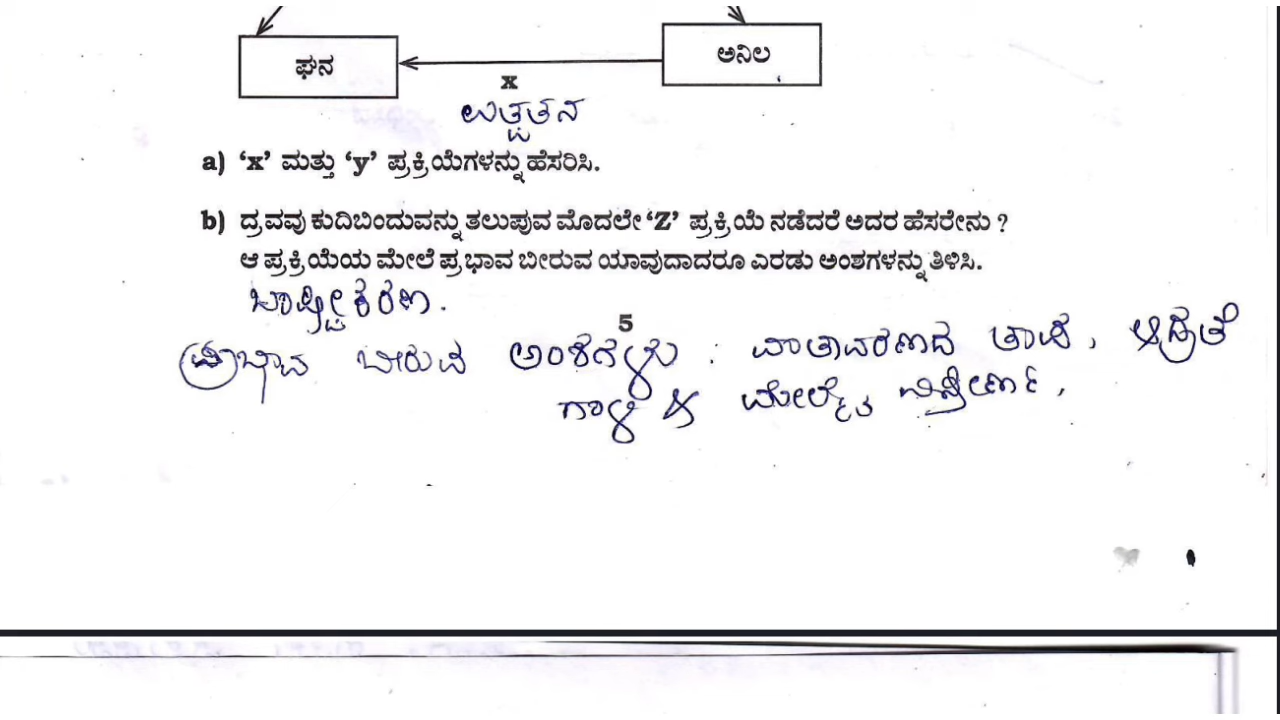 ಘನ
ಅನಿಲ
x
ಉತ್ಪತನ
a) ‘x’ ಮತ್ತು ‘y’ ಪ್ರಕ್ರಿಯೆಗಳನ್ನು ಹೆಸರಿಸಿ.
b) ದ್ರವವು ಕುದಿಬಿಂದುವನ್ನು ತಲುಪುವ ಮೊದಲೇ ‘Z’ ಪ್ರಕ್ರಿಯೆ ನಡೆದರೆ ಅದರ ಹೆಸರೇನು ?
ಆ ಪ್ರಕ್ರಿಯೆಯ ಮೇಲೆ ಪ್ರಭಾವ ಬೀರುವ ಯಾವುದಾದರೂ ಎರಡು ಅಂಶಗಳನ್ನು ತಿಳಿಸಿ.
ಬಾಷ್ಪೀಕರಣ.
5
ಪ್ರಭಾವ ಬೀರುವ ಅಂಶಗಳು : ವಾತಾವರಣದ ತಾಪ, ಆರ್ದ್ರತೆ
ಗಾಳಿ ಮೇಲ್ಮೈ ವಿಸ್ತೀರ್ಣ,